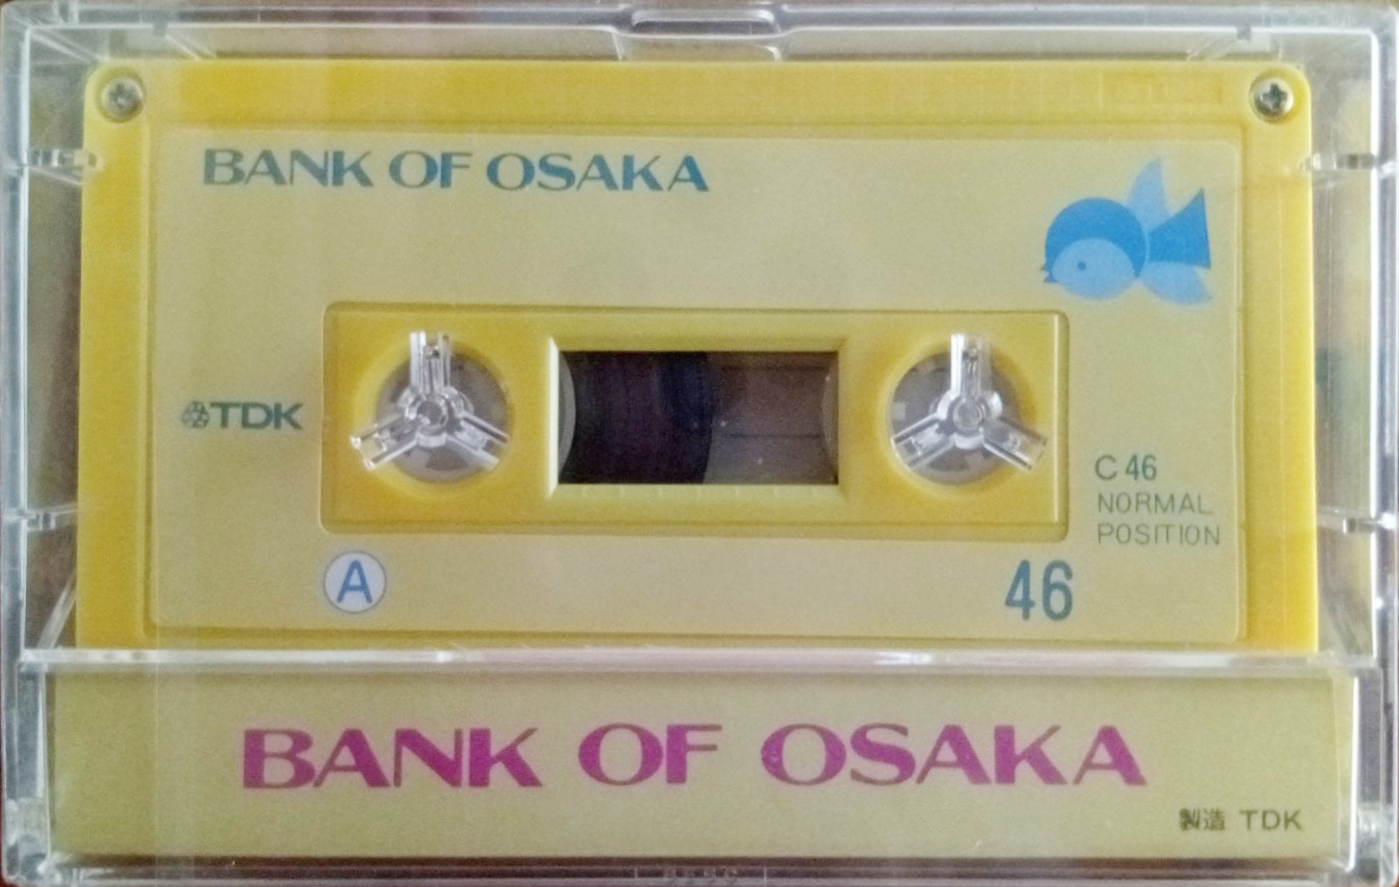 BANK OF OSAKA
TDK
C 46
NORMAL
POSITION
A
46
BANK OF OSAKA
製造 TDK